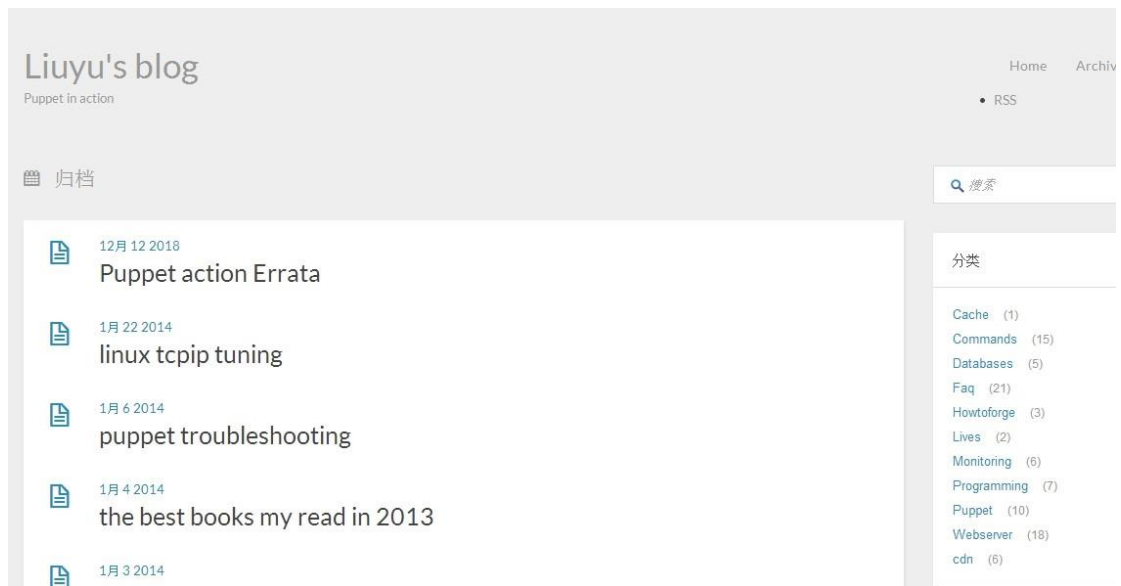 Liuyu's blog
Puppet in action
Home Archiv
• RSS
归档
搜索
12月 12 2018
Puppet action Errata
1月 22 2014
linux tcpip tuning
1月 6 2014
puppet troubleshooting
1月 4 2014
the best books my read in 2013
1月 3 2014
分类
Cache (1)
Commands (15)
Databases (5)
Faq (21)
Howtoforge (3)
Lives (2)
Monitoring (6)
Programming (7)
Puppet (10)
Webserver (18)
cdn (6)